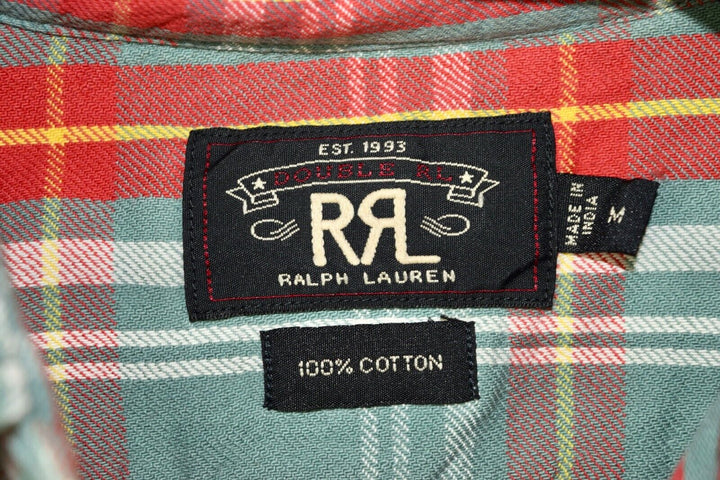 EST. 1993
DOUBLE RL
RRL
RALPH LAUREN
MADE IN
INDIA
M
100% COTTON